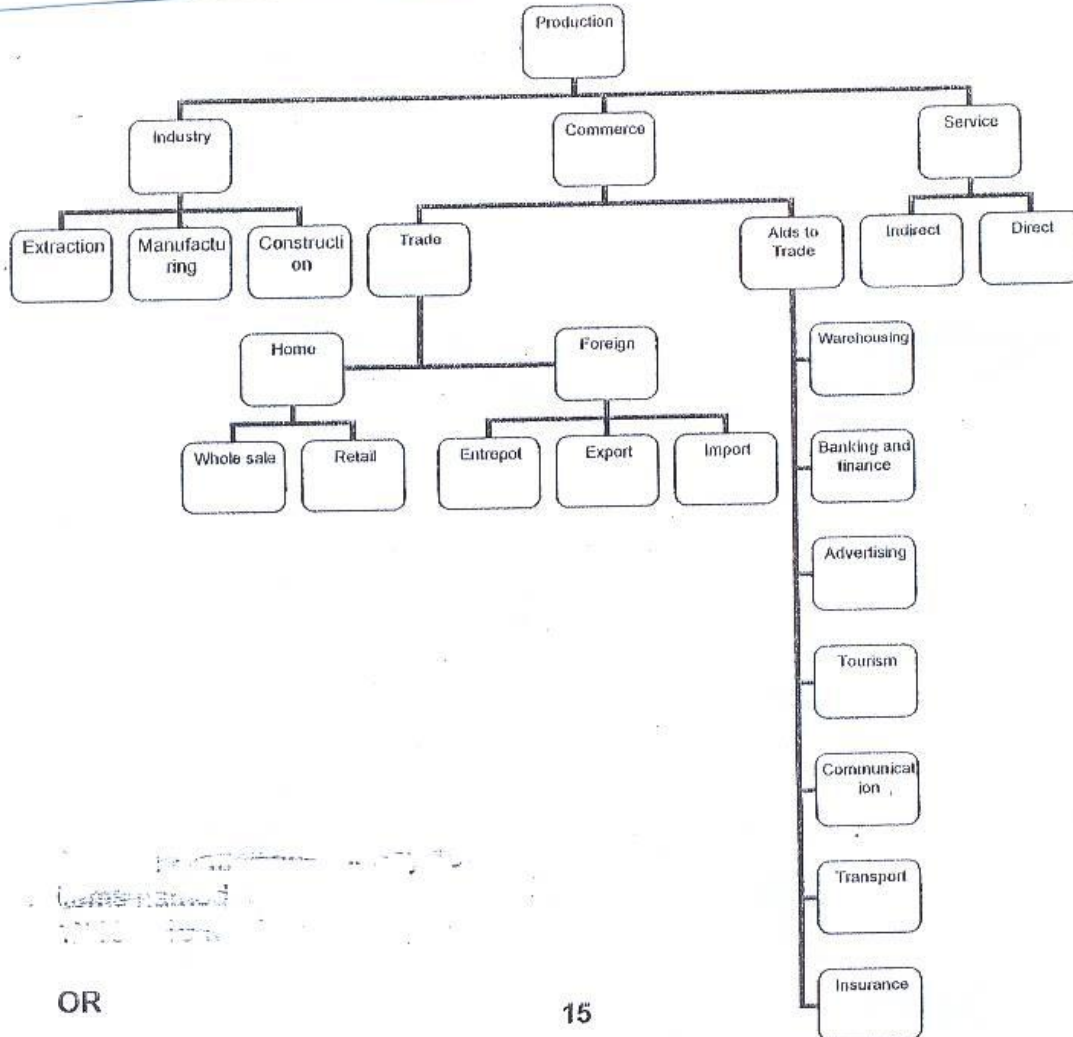 Production
Industry
Commerce
Service
Extraction
Manufactu
ring
Constructi
on
Trade
Aids to
Trade
Indirect
Direct
Home
Foreign
Warehousing
Whole sale
Retail
Entrepot
Export
Import
Banking and
finance
Advertising
Tourism
Communicat
ion
Transport
Insurance
OR
15